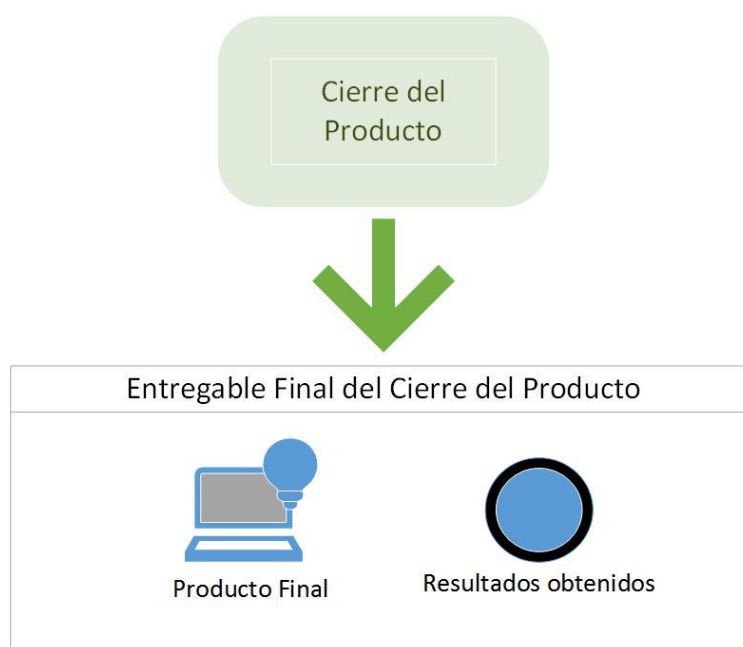 Cierre del
Producto
Entregable Final del Cierre del Producto
Producto Final
Resultados obtenidos